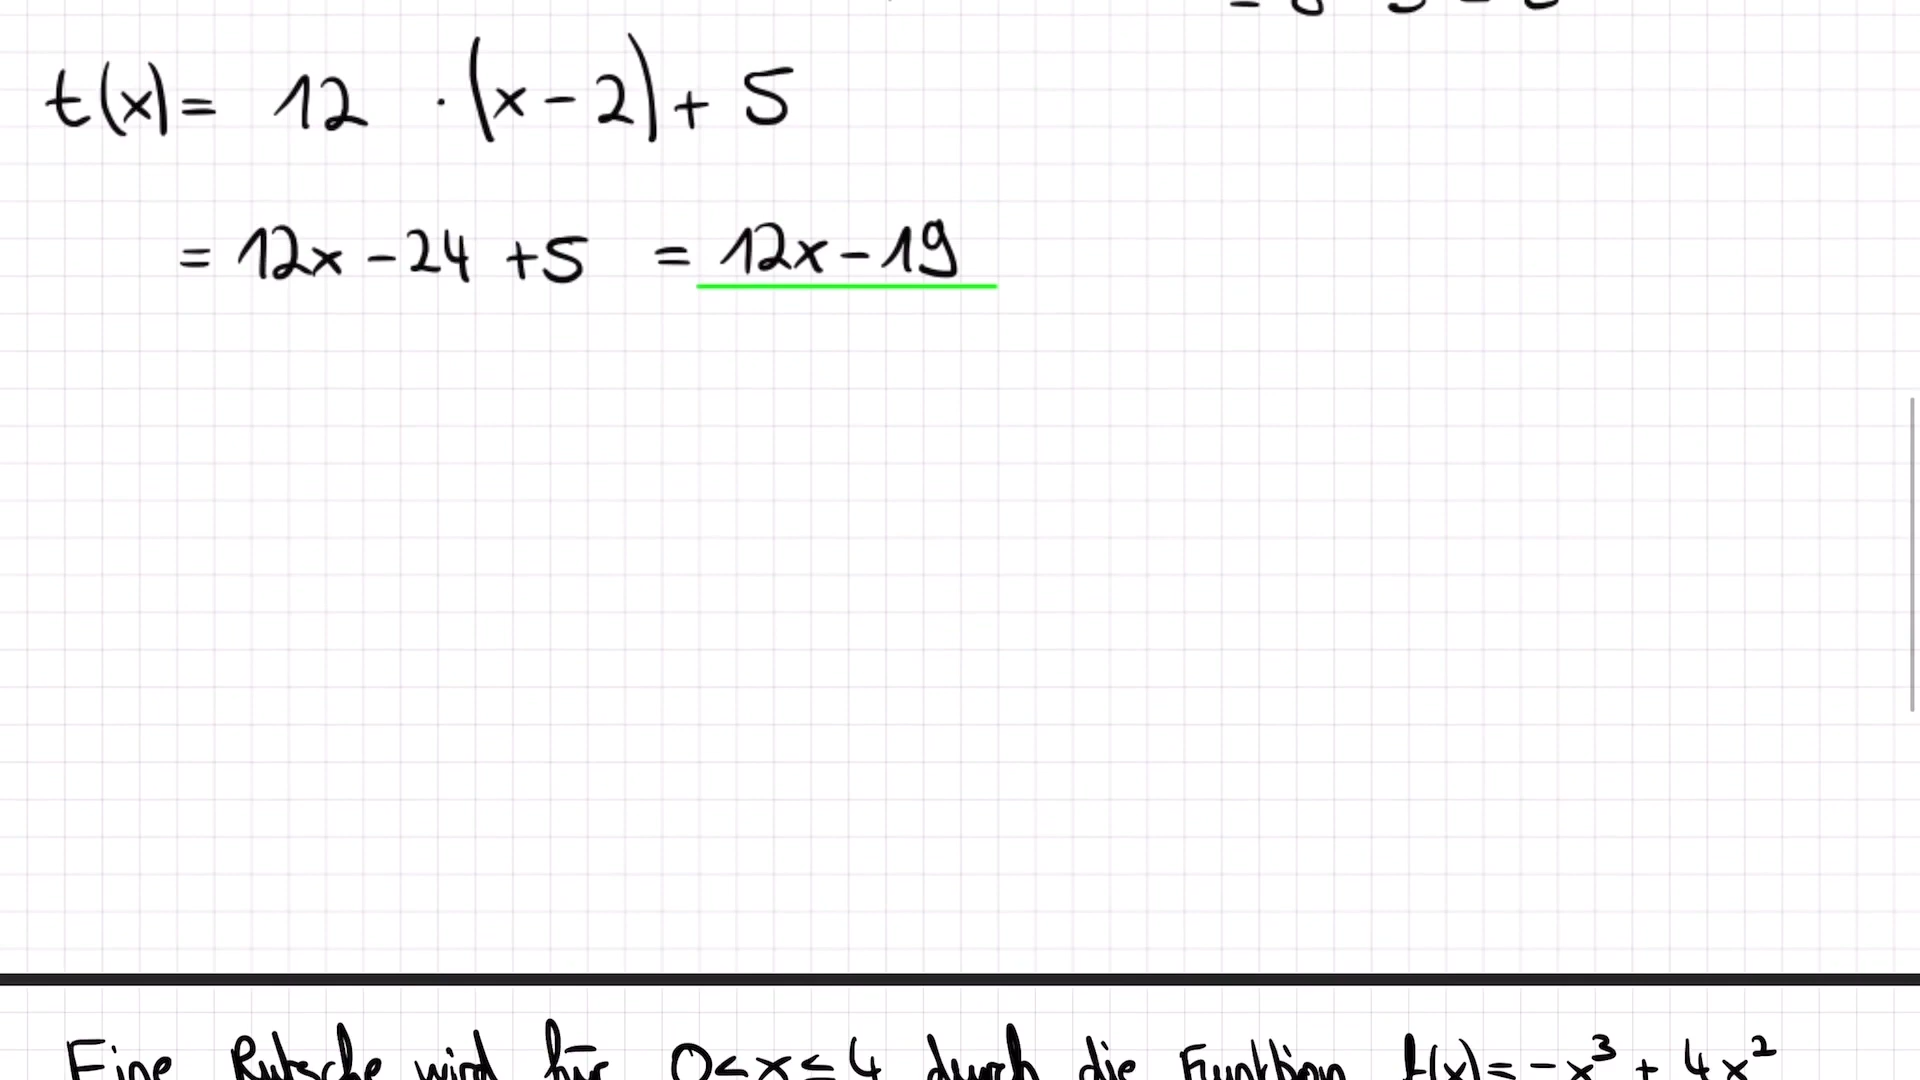 t(x) = 12 · (x - 2) + 5
= 12x - 24 + 5 = 12x - 19
Eine Rutsche wird für 0 < x ≤ 4 durch die Funktion f(x) = -x³ + 4x²